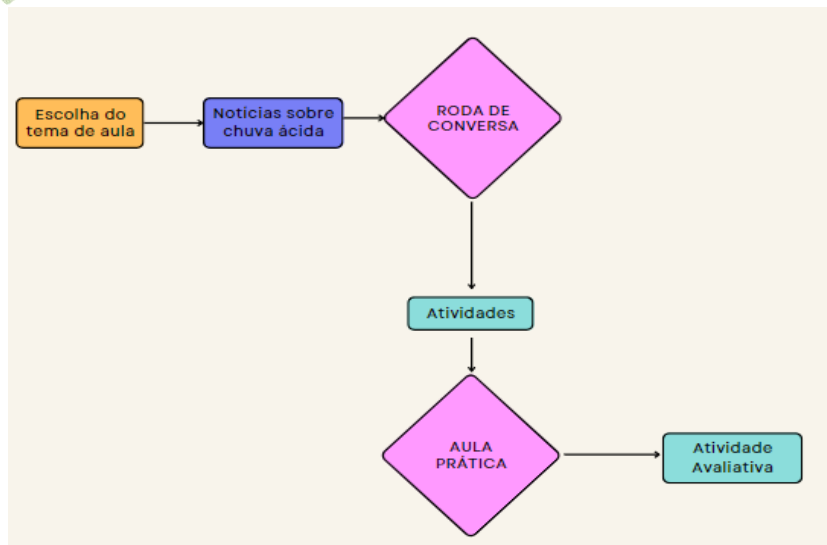 Escolha do
tema de aula
Notícias sobre
chuva ácida
RODA DE
CONVERSA
Atividades
AULA
PRÁTICA
Atividade
Avaliativa